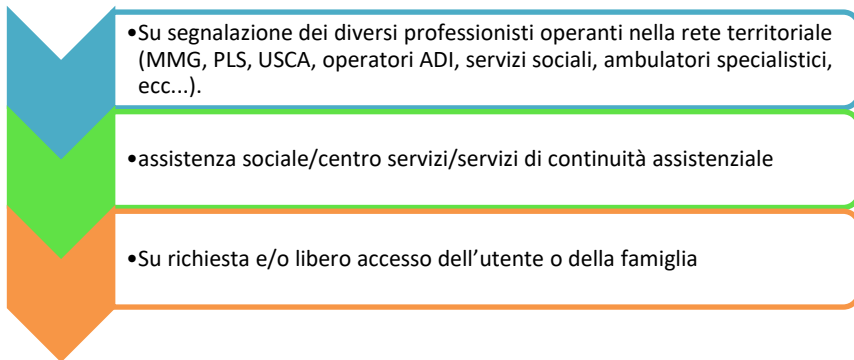 •Su segnalazione dei diversi professionisti operanti nella rete territoriale
(MMG, PLS, USCA, operatori ADI, servizi sociali, ambulatori specialistici,
ecc...).
•assistenza sociale/centro servizi/servizi di continuità assistenziale
•Su richiesta e/o libero accesso dell’utente o della famiglia